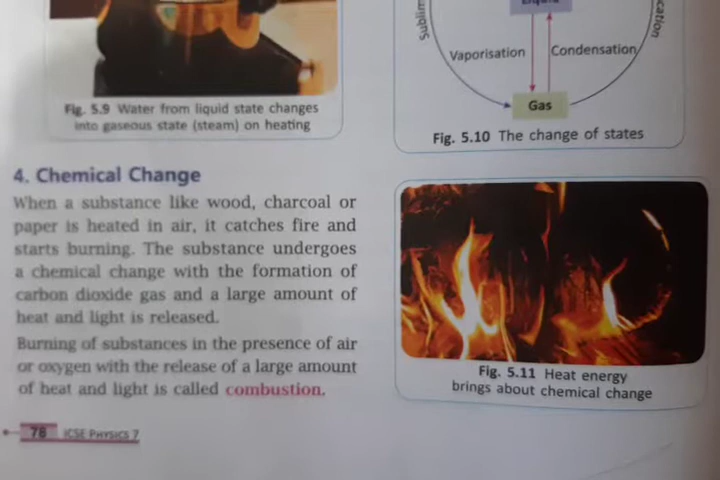 Vaporisation
Condensation
Gas
Fig. 5.10 The change of states
Fig. 5.9 Water from liquid state changes
into gaseous state (steam) on heating
4. Chemical Change
When a substance like wood, charcoal or
paper is heated in air, it catches fire and
starts burning. The substance undergoes
a chemical change with the formation of
carbon dioxide gas and a large amount of
heat and light is released.
Burning of substances in the presence of air
or oxygen with the release of a large amount
of heat and light is called combustion.
Fig. 5.11 Heat energy
brings about chemical change
78 ICSE PHYSICS 7